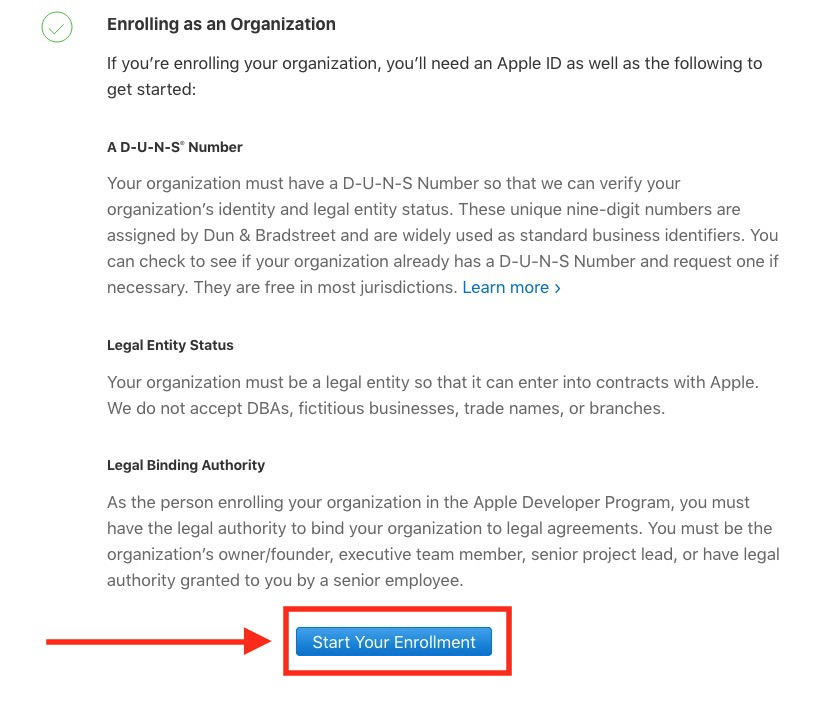 Enrolling as an Organization
If you’re enrolling your organization, you’ll need an Apple ID as well as the following to
get started:
A D-U-N-S® Number
Your organization must have a D-U-N-S Number so that we can verify your
organization’s identity and legal entity status. These unique nine-digit numbers are
assigned by Dun & Bradstreet and are widely used as standard business identifiers. You
can check to see if your organization already has a D-U-N-S Number and request one if
necessary. They are free in most jurisdictions. Learn more ›
Legal Entity Status
Your organization must be a legal entity so that it can enter into contracts with Apple.
We do not accept DBAs, fictitious businesses, trade names, or branches.
Legal Binding Authority
As the person enrolling your organization in the Apple Developer Program, you must
have the legal authority to bind your organization to legal agreements. You must be the
organization’s owner/founder, executive team member, senior project lead, or have legal
authority granted to you by a senior employee.
Start Your Enrollment